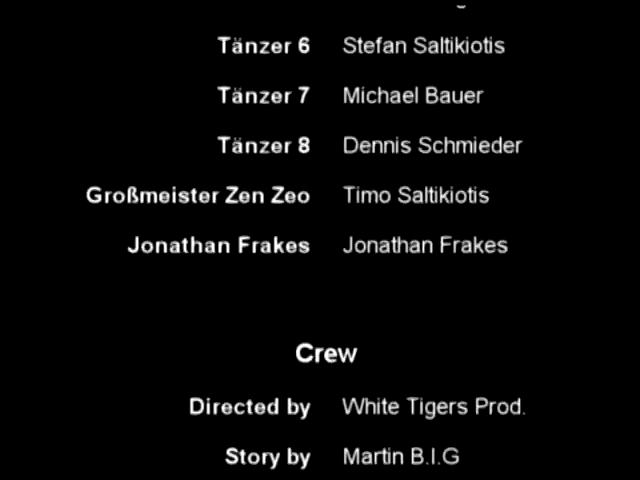 Tänzer 6 Stefan Saltikiotis
Tänzer 7 Michael Bauer
Tänzer 8 Dennis Schmieder
Großmeister Zen Zeo Timo Saltikiotis
Jonathan Frakes Jonathan Frakes
Crew
Directed by White Tigers Prod.
Story by Martin B.I.G